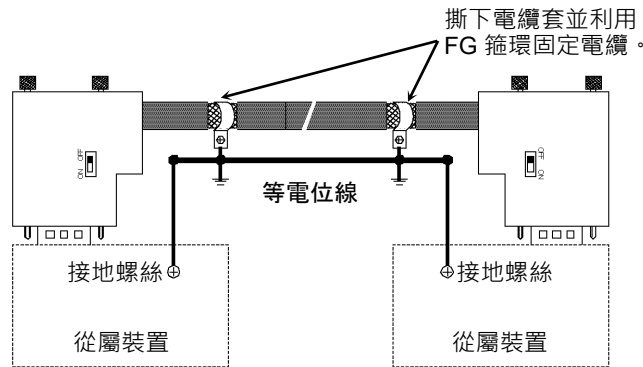 撕下電纜套並利用
FG 箍環固定電纜。
OFF
ON
OFF
ON
等電位線
接地螺絲
接地螺絲
從屬裝置
從屬裝置